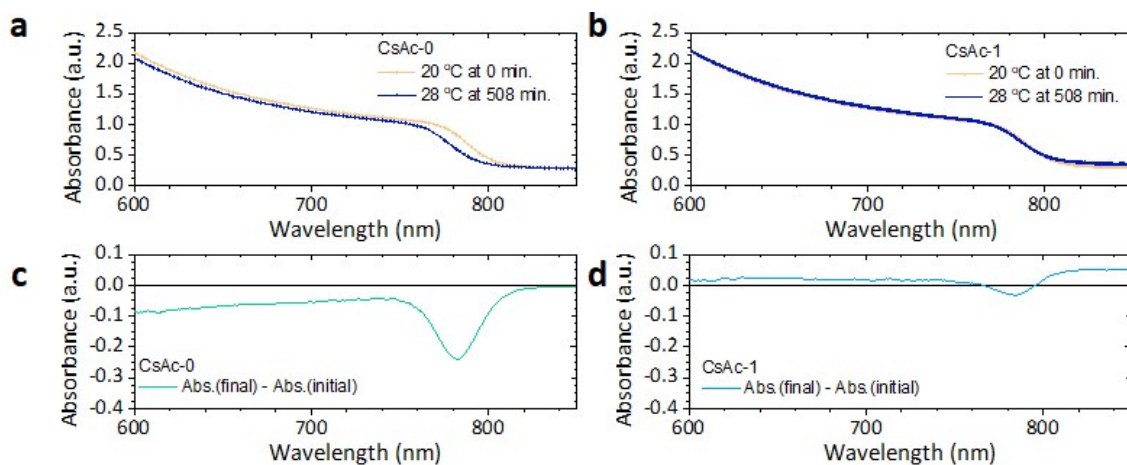 a
2.5
2.0
1.5
1.0
0.5
0.0
Absorbance (a.u.)
CsAc-0
20 ºC at 0 min.
28 ºC at 508 min.
600
700
800
Wavelength (nm)
b
2.5
2.0
1.5
1.0
0.5
0.0
Absorbance (a.u.)
CsAc-1
20 ºC at 0 min.
28 ºC at 508 min.
600
700
800
Wavelength (nm)
c
0.1
0.0
-0.1
-0.2
-0.3
-0.4
Absorbance (a.u.)
CsAc-0
Abs.(final) - Abs.(initial)
600
700
800
Wavelength (nm)
d
0.1
0.0
-0.1
-0.2
-0.3
-0.4
Absorbance (a.u.)
CsAc-1
Abs.(final) - Abs.(initial)
600
700
800
Wavelength (nm)